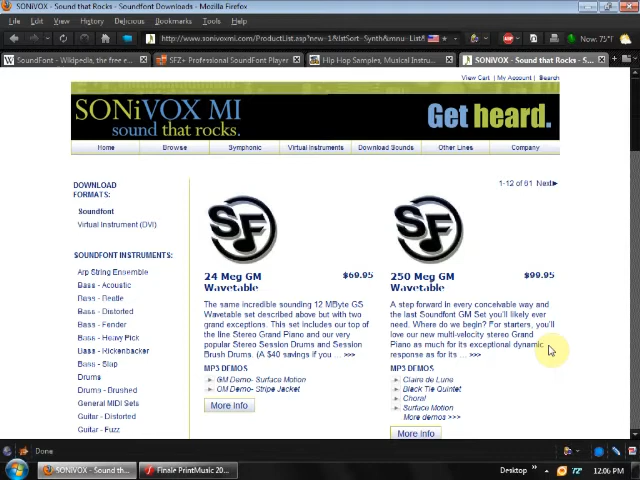 SONiVOX - Sound that Rocks - Soundfont Downloads - Mozilla Firefox
File Edit View History Delicious Bookmarks Tools Help
http://www.sonivoxmi.com/ProductList.asp?new=1&listSort=Synth&mnu=List&
Now: 75°F
SoundFont - Wikipedia, the free e...
SFZ+ Professional SoundFont Player
Hip Hop Samples, Musical Instru...
SONiVOX - Sound that Rocks - S...
View Cart | My Account | Search
SONiVOX MI
sound that rocks.
Get heard.
Home Browse Symphonic Virtual Instruments Download Sounds Other Lines Company
DOWNLOAD
FORMATS:
Soundfont
Virtual Instrument (DVI)
SOUNDFONT INSTRUMENTS:
Arp String Ensemble
Bass - Acoustic
Bass - Beatle
Bass - Distorted
Bass - Fender
Bass - Heavy Pick
Bass - Rickenbacker
Bass - Slap
Drums
Drums - Brushed
General MIDI Sets
Guitar - Distorted
Guitar - Fuzz
1-12 of 61 Next
SF
24 Meg GM
Wavetable
$69.95
The same incredible sounding 12 MByte GS
Wavetable set described above but with two
grand exceptions. This set includes our top of
the line Stereo Grand Piano and our very
popular Stereo Session Drums and Session
Brush Drums. (A $40 savings if you ... >>>
MP3 DEMOS
GM Demo- Surface Motion
GM Demo- Stripe Jacket
More Info
SF
250 Meg GM
Wavetable
$99.95
A step forward in every conceivable way and
the last Soundfont GM Set you'll likely ever
need. Where do we begin? For starters, you'll
love our new multi-velocity stereo Grand
Piano as much for its exceptional dynamic
response as for its ... >>>
MP3 DEMOS
Claire de Lune
Black Tie Quintet
Choral
Surface Motion
More demos >>>
More Info
Done
SONiVOX - Sound th...
Finale PrintMusic 20...
Desktop
72°
12:06 PM